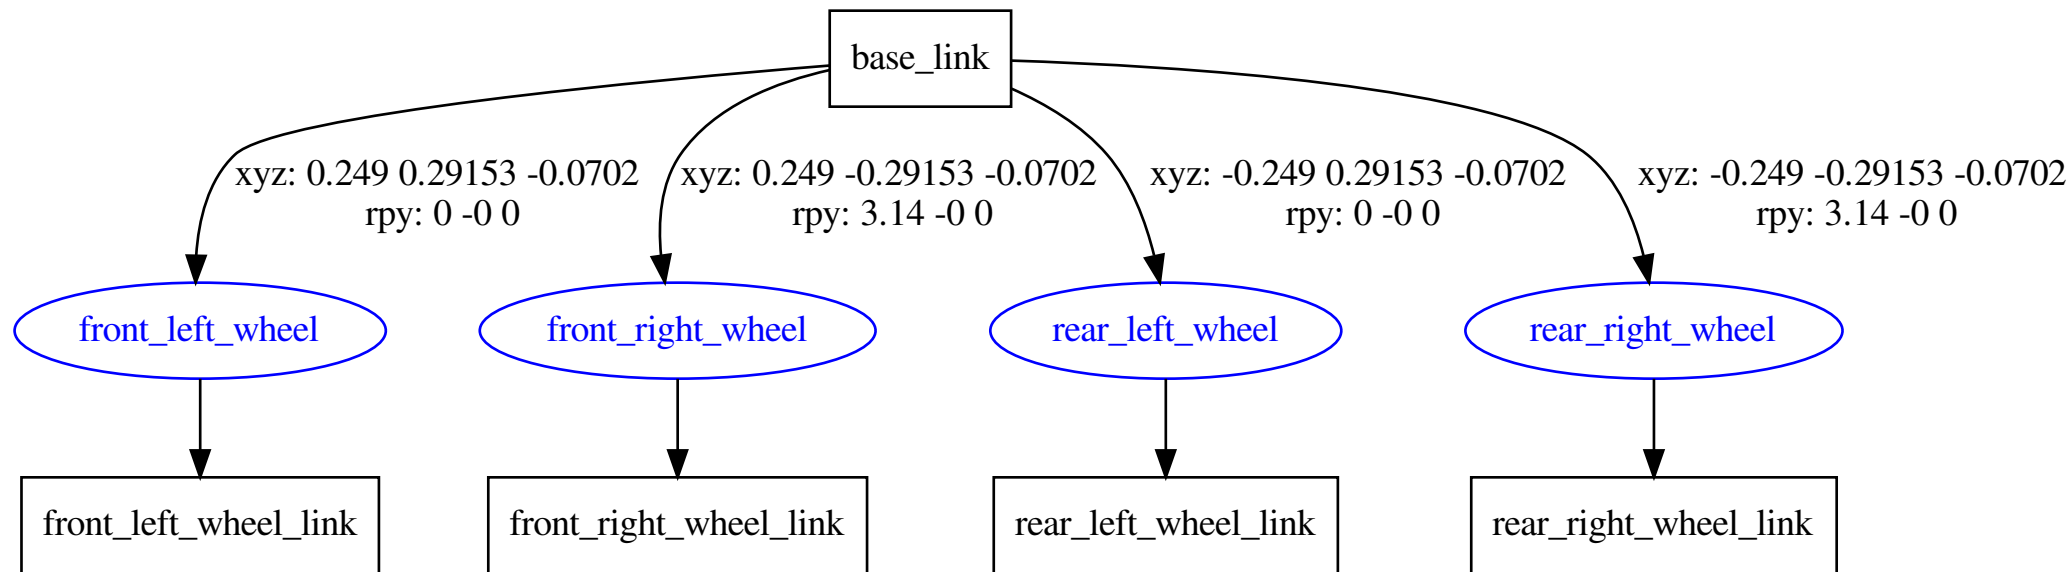 base_link
xyz: 0.249 0.29153 -0.0702
rpy: 0 -0 0
xyz: 0.249 -0.29153 -0.0702
rpy: 3.14 -0 0
xyz: -0.249 0.29153 -0.0702
rpy: 0 -0 0
xyz: -0.249 -0.29153 -0.0702
rpy: 3.14 -0 0
front_left_wheel
front_right_wheel
rear_left_wheel
rear_right_wheel
front_left_wheel_link
front_right_wheel_link
rear_left_wheel_link
rear_right_wheel_link